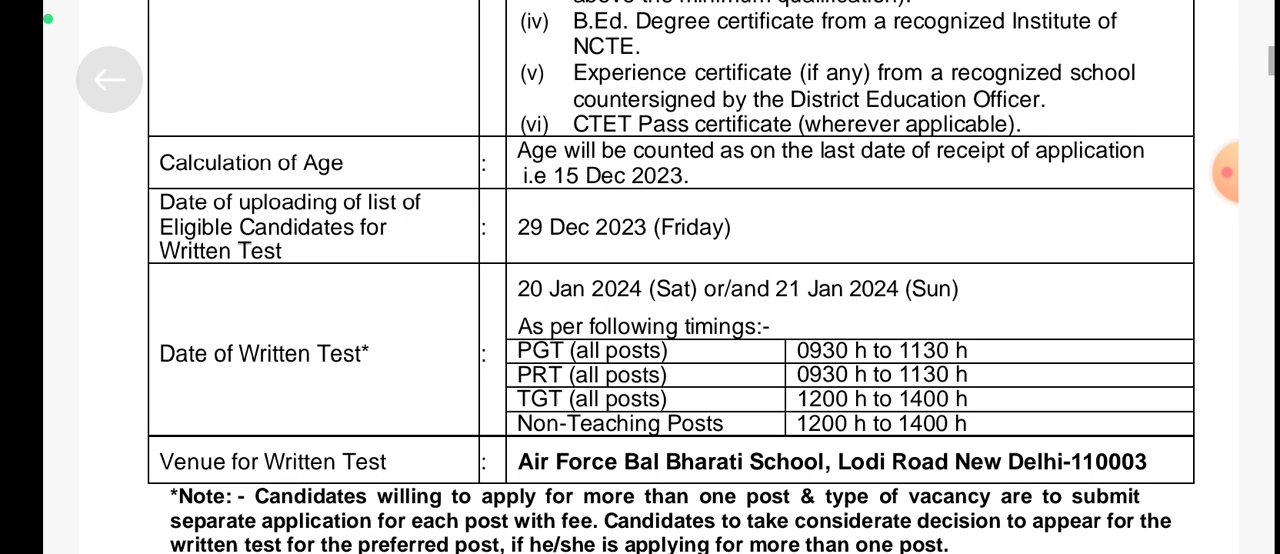 above the minimum qualification).
(iv) B.Ed. Degree certificate from a recognized Institute of
NCTE.
(v) Experience certificate (if any) from a recognized school
countersigned by the District Education Officer.
(vi) CTET Pass certificate (wherever applicable).
Calculation of Age : Age will be counted as on the last date of receipt of application
i.e 15 Dec 2023.
Date of uploading of list of
Eligible Candidates for : 29 Dec 2023 (Friday)
Written Test
20 Jan 2024 (Sat) or/and 21 Jan 2024 (Sun)
As per following timings:-
Date of Written Test* :
PGT (all posts) 0930 h to 1130 h
PRT (all posts) 0930 h to 1130 h
TGT (all posts) 1200 h to 1400 h
Non-Teaching Posts 1200 h to 1400 h
Venue for Written Test : Air Force Bal Bharati School, Lodi Road New Delhi-110003
*Note: - Candidates willing to apply for more than one post & type of vacancy are to submit
separate application for each post with fee. Candidates to take considerate decision to appear for the
written test for the preferred post, if he/she is applying for more than one post.